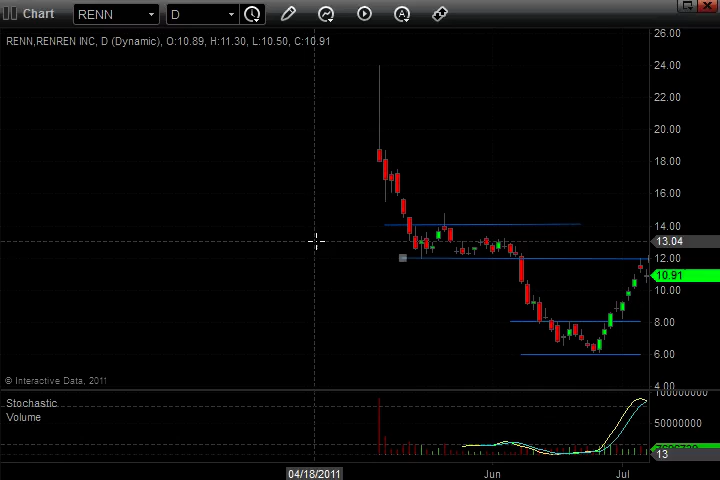 Chart RENN D A
RENN,RENREN INC, D (Dynamic), O:10.89, H:11.30, L:10.50, C:10.91
26.00
24.00
22.00
20.00
18.00
16.00
14.00
13.04
12.00
10.91
10.00
8.00
6.00
4.00
© Interactive Data, 2011
100000000
Stochastic
Volume
50000000
13
04/18/2011 Jun Jul